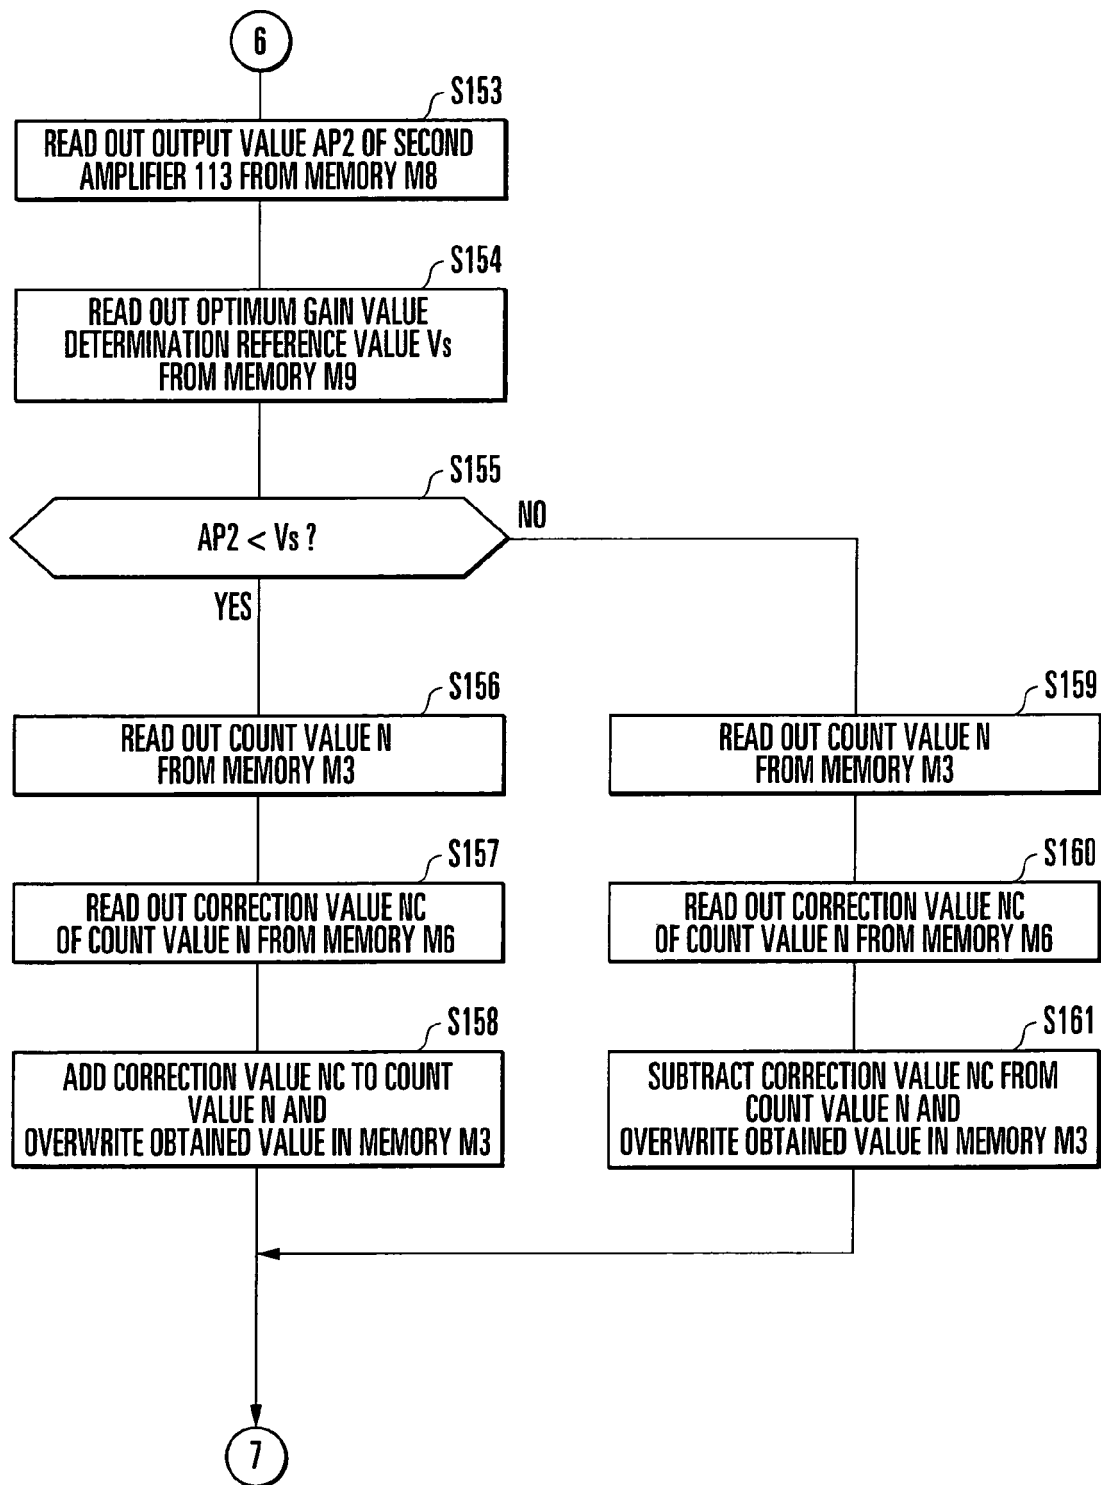 6
S153
READ OUT OUTPUT VALUE AP2 OF SECOND
AMPLIFIER 113 FROM MEMORY M8
S154
READ OUT OPTIMUM GAIN VALUE
DETERMINATION REFERENCE VALUE Vs
FROM MEMORY M9
S155
AP2 < Vs ?
NO
YES
S156
READ OUT COUNT VALUE N
FROM MEMORY M3
S157
READ OUT CORRECTION VALUE NC
OF COUNT VALUE N FROM MEMORY M6
S158
ADD CORRECTION VALUE NC TO COUNT
VALUE N AND
OVERWRITE OBTAINED VALUE IN MEMORY M3
S159
READ OUT COUNT VALUE N
FROM MEMORY M3
S160
READ OUT CORRECTION VALUE NC
OF COUNT VALUE N FROM MEMORY M6
S161
SUBTRACT CORRECTION VALUE NC FROM
COUNT VALUE N AND
OVERWRITE OBTAINED VALUE IN MEMORY M3
7